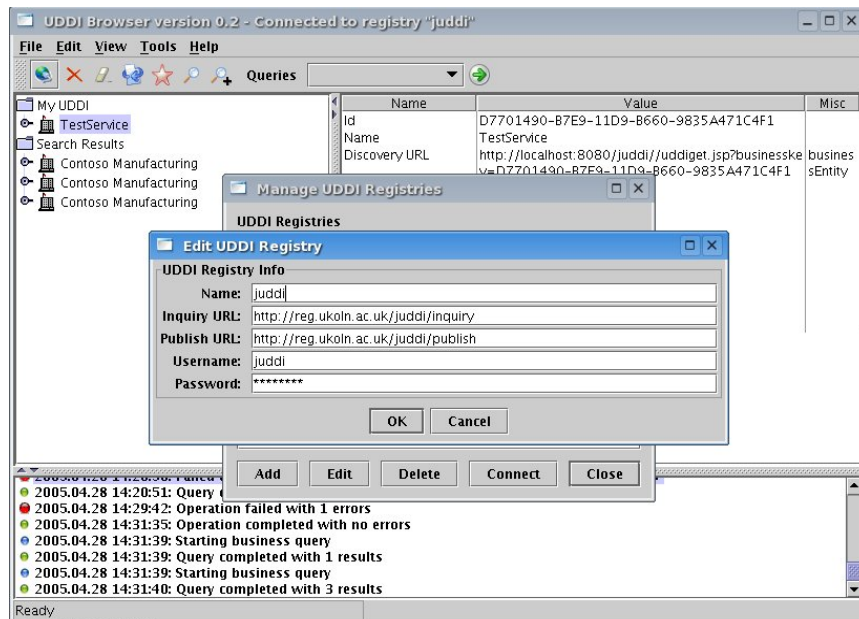 UDDI Browser version 0.2 - Connected to registry "juddi"
File Edit View Tools Help
Queries
My UDDI
TestService
Search Results
Contoso Manufacturing
Contoso Manufacturing
Contoso Manufacturing
Name Value Misc
Id D7701490-B7E9-11D9-B660-9835A471C4F1
Name TestService
Discovery URL http://localhost:8080/juddi//uddiget.jsp?businesske busines
y=D7701490-B7E9-11D9-B660-9835A471C4F1 sEntity
Manage UDDI Registries
UDDI Registries
Edit UDDI Registry
UDDI Registry Info
Name: juddi
Inquiry URL: http://reg.ukoln.ac.uk/juddi/inquiry
Publish URL: http://reg.ukoln.ac.uk/juddi/publish
Username: juddi
Password: ********
OK Cancel
Add Edit Delete Connect Close
2005.04.28 14:20:51: Query
2005.04.28 14:29:42: Operation failed with 1 errors
2005.04.28 14:31:35: Operation completed with no errors
2005.04.28 14:31:39: Starting business query
2005.04.28 14:31:39: Query completed with 1 results
2005.04.28 14:31:39: Starting business query
2005.04.28 14:31:40: Query completed with 3 results
Ready